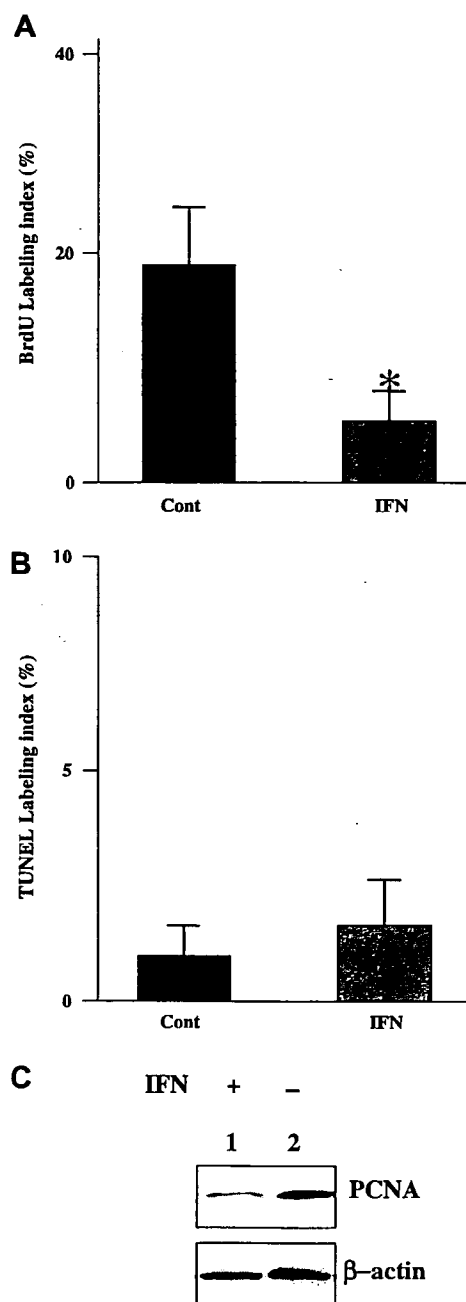 A
40
BrdU Labeling index (%)
20
*
0
Cont IFN
B
10
TUNEL Labeling index (%)
5
0
Cont IFN
C
IFN + –
1 2
PCNA
β–actin